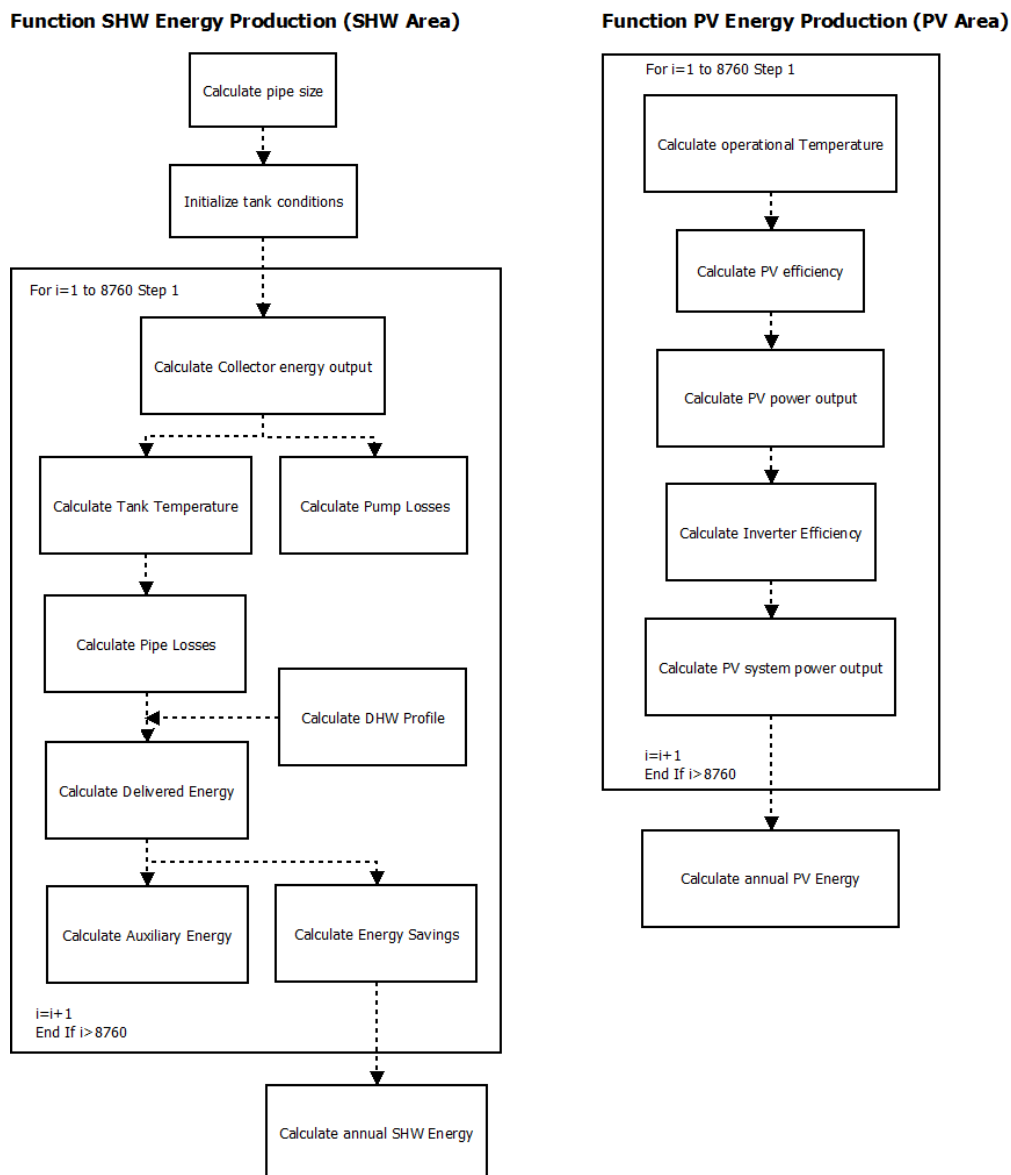 Function SHW Energy Production (SHW Area)
Calculate pipe size
Initialize tank conditions
For i=1 to 8760 Step 1
Calculate Collector energy output
Calculate Tank Temperature
Calculate Pump Losses
Calculate Pipe Losses
Calculate DHW Profile
Calculate Delivered Energy
Calculate Auxiliary Energy
Calculate Energy Savings
i=i+1
End If i>8760
Calculate annual SHW Energy
Function PV Energy Production (PV Area)
For i=1 to 8760 Step 1
Calculate operational Temperature
Calculate PV efficiency
Calculate PV power output
Calculate Inverter Efficiency
Calculate PV system power output
i=i+1
End If i>8760
Calculate annual PV Energy